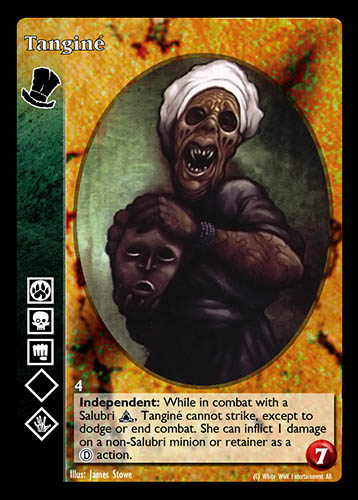 Tanginé
4
Independent: While in combat with a
Salubri, Tanginé cannot strike, except to
dodge or end combat. She can inflict 1 damage
on a non-Salubri minion or retainer as a
D action.
7
Illus: James Stowe
(C) White Wolf Entertainment AB